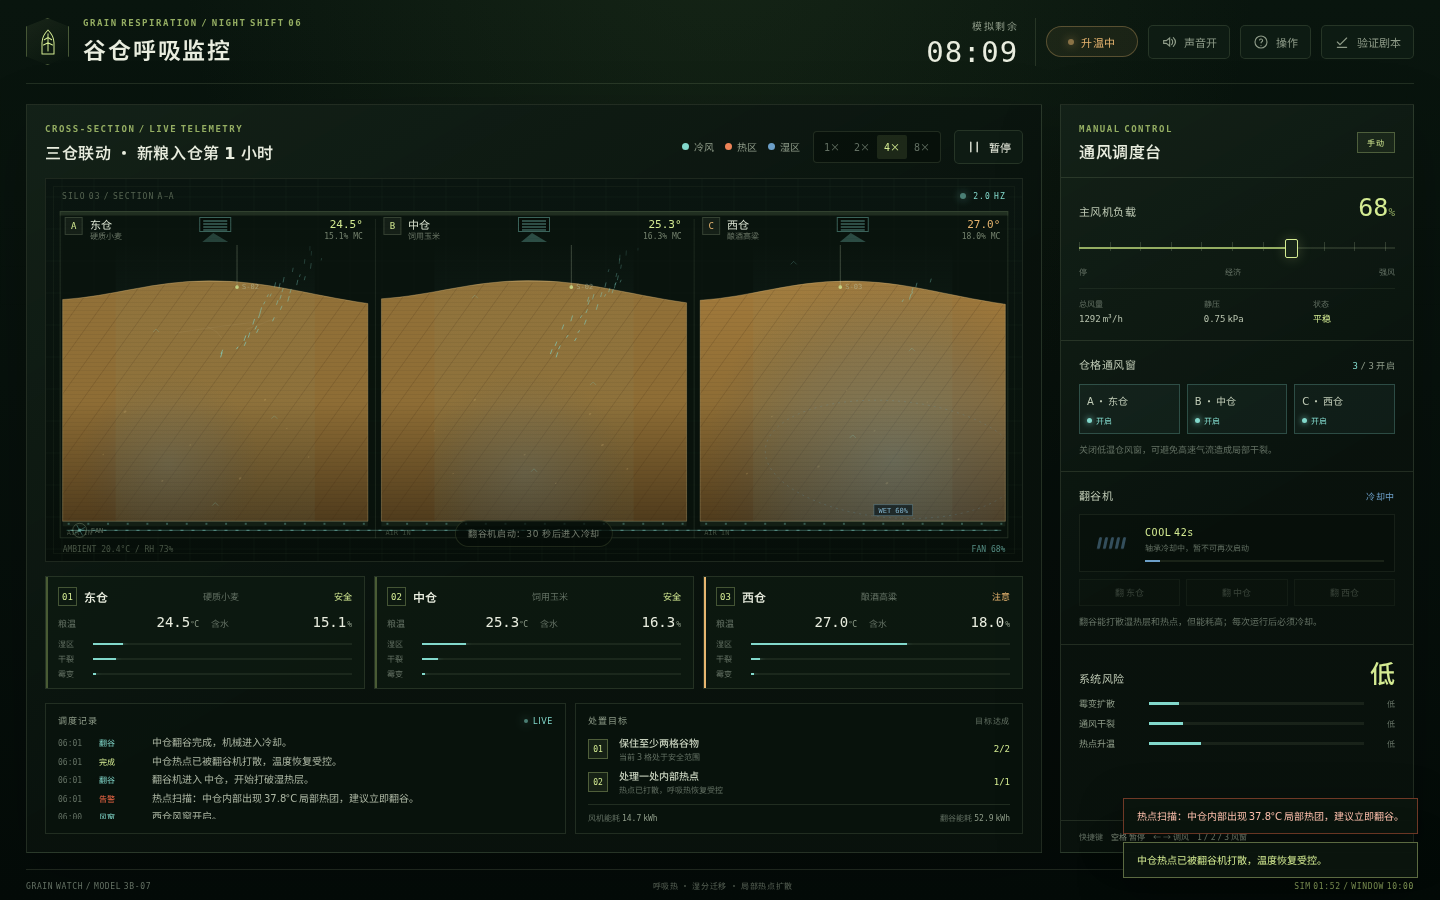 GRAIN RESPIRATION / NIGHT SHIFT 06
谷仓呼吸监控
模拟剩余
08:09
升温中
声音开
操作
验证剧本
CROSS-SECTION / LIVE TELEMETRY
三仓联动 · 新粮入仓第 1 小时
冷风 热区 湿区
1× 2× 4× 8×
暂停
SILO 03 / SECTION A-A
2.0 HZ
A 东仓 24.5°
硬质小麦 15.1% MC
B 中仓 25.3°
饲用玉米 16.3% MC
C 西仓 27.0°
酿酒高粱 18.0% MC
WET 60%
翻谷机启动：30 秒后进入冷却
AMBIENT 20.4°C / RH 73%
FAN 68%
01 东仓 硬质小麦 安全
粮温 24.5℃ 含水 15.1%
湿区
干裂
霉变
02 中仓 饲用玉米 安全
粮温 25.3℃ 含水 16.3%
湿区
干裂
霉变
03 西仓 酿酒高粱 注意
粮温 27.0℃ 含水 18.0%
湿区
干裂
霉变
调度记录 LIVE
06:01 翻谷 中仓翻谷完成，机械进入冷却。
06:01 完成 中仓热点已被翻谷机打散，温度恢复受控。
06:01 翻谷 翻谷机进入 中仓，开始打破湿热层。
06:01 告警 热点扫描：中仓内部出现 37.8°C 局部热团，建议立即翻谷。
06:00 风窗 西仓风窗开启。
处置目标 目标达成
01 保住至少两格谷物 2/2
当前 3 格处于安全范围
02 处理一处内部热点 1/1
热点已打散，呼吸热恢复受控
风机能耗 14.7 kWh
翻谷能耗 52.9 kWh
MANUAL CONTROL
通风调度台
手动
主风机负载 68%
停 经济 强风
总风量 静压 状态
1292 m³/h 0.75 kPa 平稳
仓格通风窗 3 / 3 开启
A · 东仓 B · 中仓 C · 西仓
开启 开启 开启
关闭低湿仓风窗，可避免高速气流造成局部干裂。
翻谷机 冷却中
COOL 42s
轴承冷却中，暂不可再次启动
翻 东仓 翻 中仓 翻 西仓
翻谷能打散湿热层和热点，但能耗高；每次运行后必须冷却。
系统风险 低
霉变扩散 低
通风干裂 低
热点升温 低
快捷键 空格 暂停 ← → 调风 1 / 2 / 3 风窗
热点扫描：中仓内部出现 37.8°C 局部热团，建议立即翻谷。
中仓热点已被翻谷机打散，温度恢复受控。
GRAIN WATCH / MODEL 3B-07
呼吸热 · 湿分迁移 · 局部热点扩散
SIM 01:52 / WINDOW 10:00